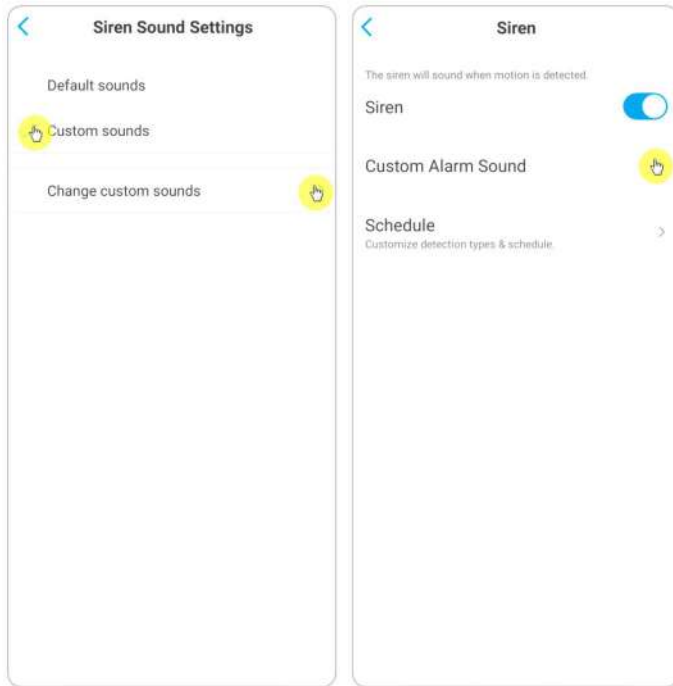 Siren Sound Settings
Default sounds
Custom sounds
Change custom sounds
Siren
The siren will sound when motion is detected.
Siren
Custom Alarm Sound
Schedule
Customize detection types & schedule.